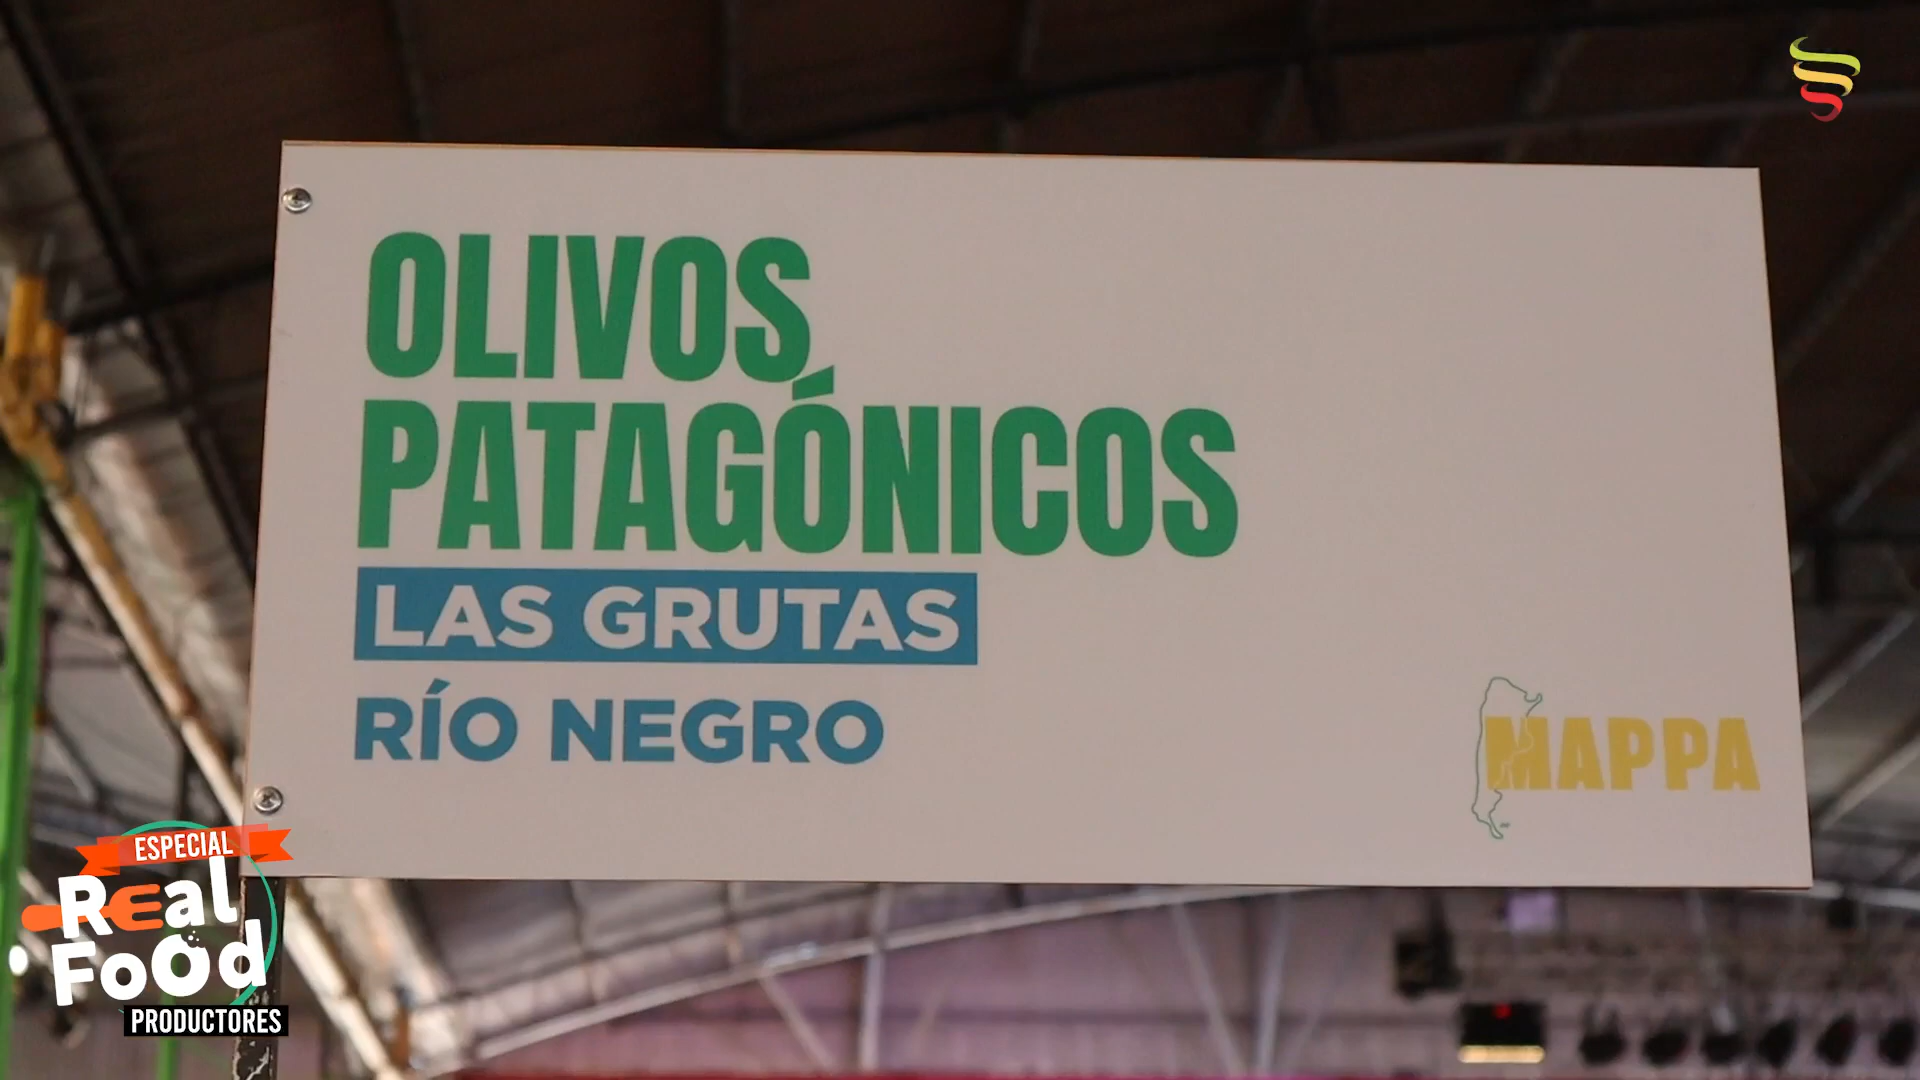 OLIVOS
PATAGÓNICOS
LAS GRUTAS
RÍO NEGRO
MAPPA
ESPECIAL
Real
Food
PRODUCTORES